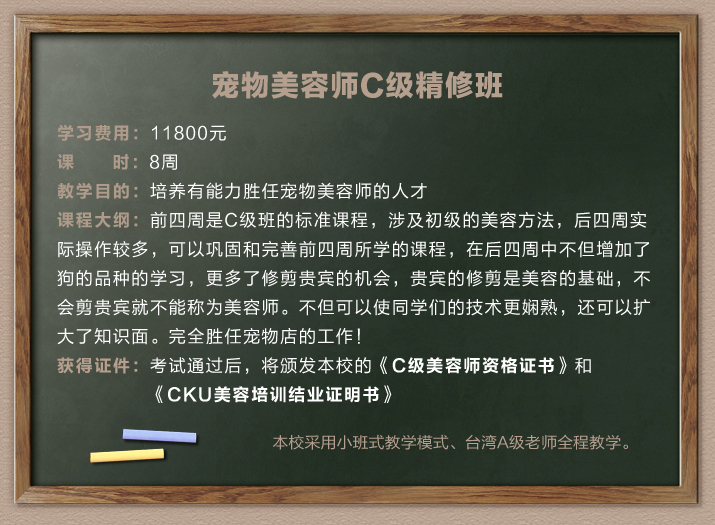 宠物美容师C级精修班
学习费用：11800元
课　　时：8周
教学目的：培养有能力胜任宠物美容师的人才
课程大纲：前四周是C级班的标准课程，涉及初级的美容方法，后四周实
际操作较多，可以巩固和完善前四周所学的课程，在后四周中不但增加了
狗的品种的学习，更多了修剪贵宾的机会，贵宾的修剪是美容的基础，不
会剪贵宾就不能称为美容师。不但可以使同学们的技术更娴熟，还可以扩
大了知识面。完全胜任宠物店的工作！
获得证件：考试通过后，将颁发本校的《C级美容师资格证书》和
《CKU美容培训结业证明书》
本校采用小班式教学模式、台湾A级老师全程教学。